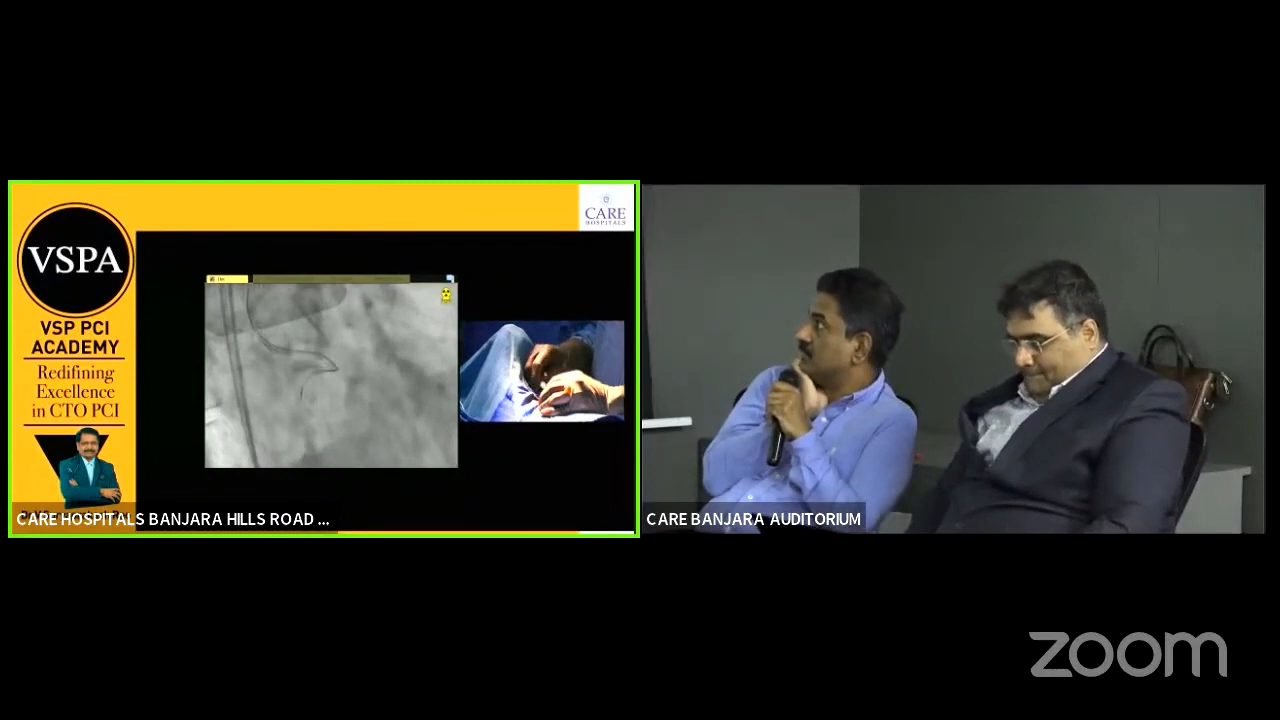 VSPA
VSP PCI
ACADEMY
Redifining
Excellence
in CTO PCI
CARE
HOSPITALS
CARE HOSPITALS BANJARA HILLS ROAD ...
CARE BANJARA AUDITORIUM
zoom